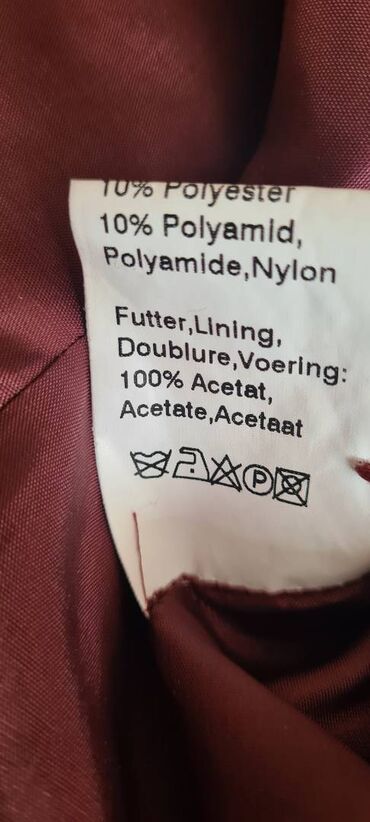 10% Polyester
10% Polyamid,
Polyamide,Nylon
Futter,Lining,
Doublure,Voering:
100% Acetat,
Acetate,Acetaat
P